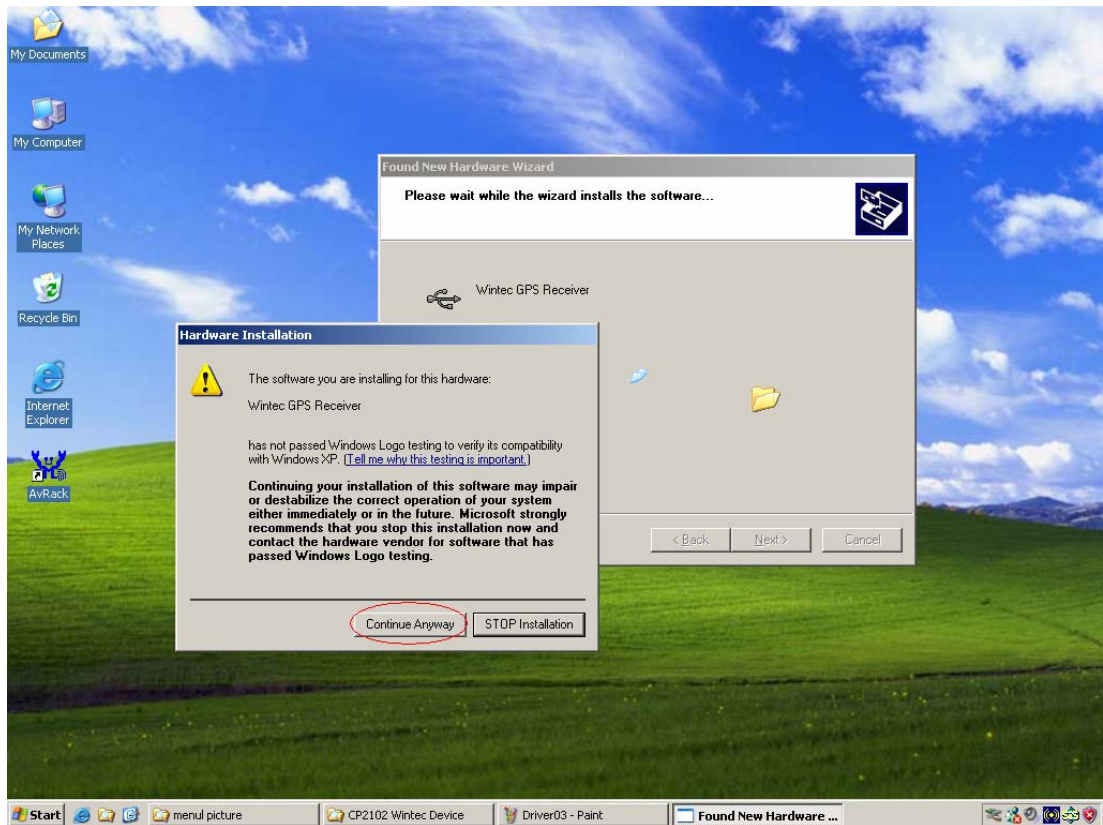 My Documents
My Computer
My Network
Places
Recycle Bin
Internet
Explorer
AvRack
Found New Hardware Wizard
Please wait while the wizard installs the software...
Wintec GPS Receiver
< Back
Next >
Cancel
Hardware Installation
The software you are installing for this hardware:
Wintec GPS Receiver
has not passed Windows Logo testing to verify its compatibility
with Windows XP. (Tell me why this testing is important.)
Continuing your installation of this software may impair
or destabilize the correct operation of your system
either immediately or in the future. Microsoft strongly
recommends that you stop this installation now and
contact the hardware vendor for software that has
passed Windows Logo testing.
Continue Anyway
STOP Installation
Start
menul picture
CP2102 Wintec Device
Driver03 - Paint
Found New Hardware ...